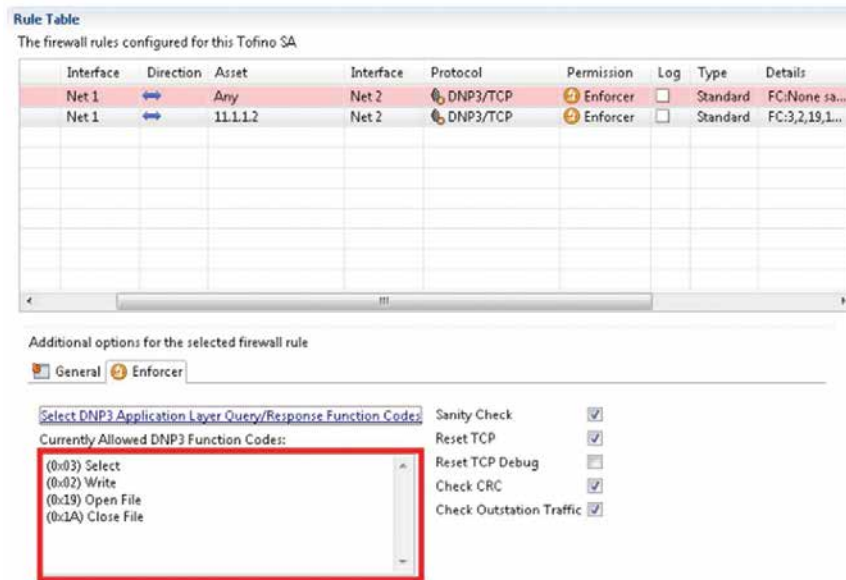 Rule Table
The firewall rules configured for this Tofino SA
Interface Direction Asset Interface Protocol Permission Log Type Details
Net 1 Any Net 2 DNP3/TCP Enforcer Standard FC:None sa...
Net 1 11.1.1.2 Net 2 DNP3/TCP Enforcer Standard FC:3,2,19,1...
Additional options for the selected firewall rule
General Enforcer
Select DNP3 Application Layer Query/Response Function Codes Sanity Check
Currently Allowed DNP3 Function Codes: Reset TCP
(0x03) Select Reset TCP Debug
(0x02) Write Check CRC
(0x19) Open File Check Outstation Traffic
(0x1A) Close File